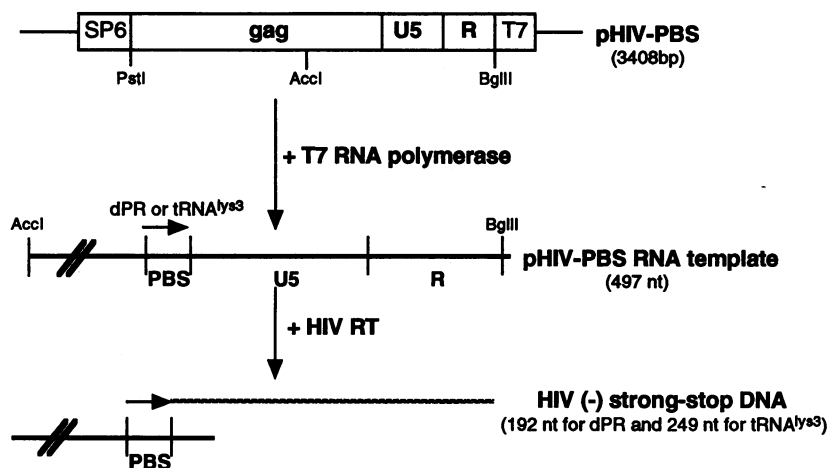 SP6 gag U5 R T7 pHIV-PBS
(3408bp)
PstI AccI BglII
+ T7 RNA polymerase
dPR or tRNAlys3
AccI BglII
pHIV-PBS RNA template
PBS U5 R (497 nt)
+ HIV RT
HIV (-) strong-stop DNA
(192 nt for dPR and 249 nt for tRNAlys3)
PBS